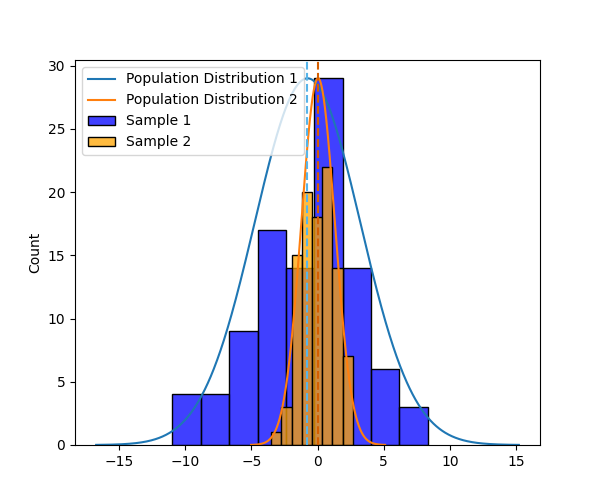 Population Distribution 1
Population Distribution 2
Sample 1
Sample 2
Count
30
25
20
15
10
5
0
−15 −10 −5 0 5 10 15